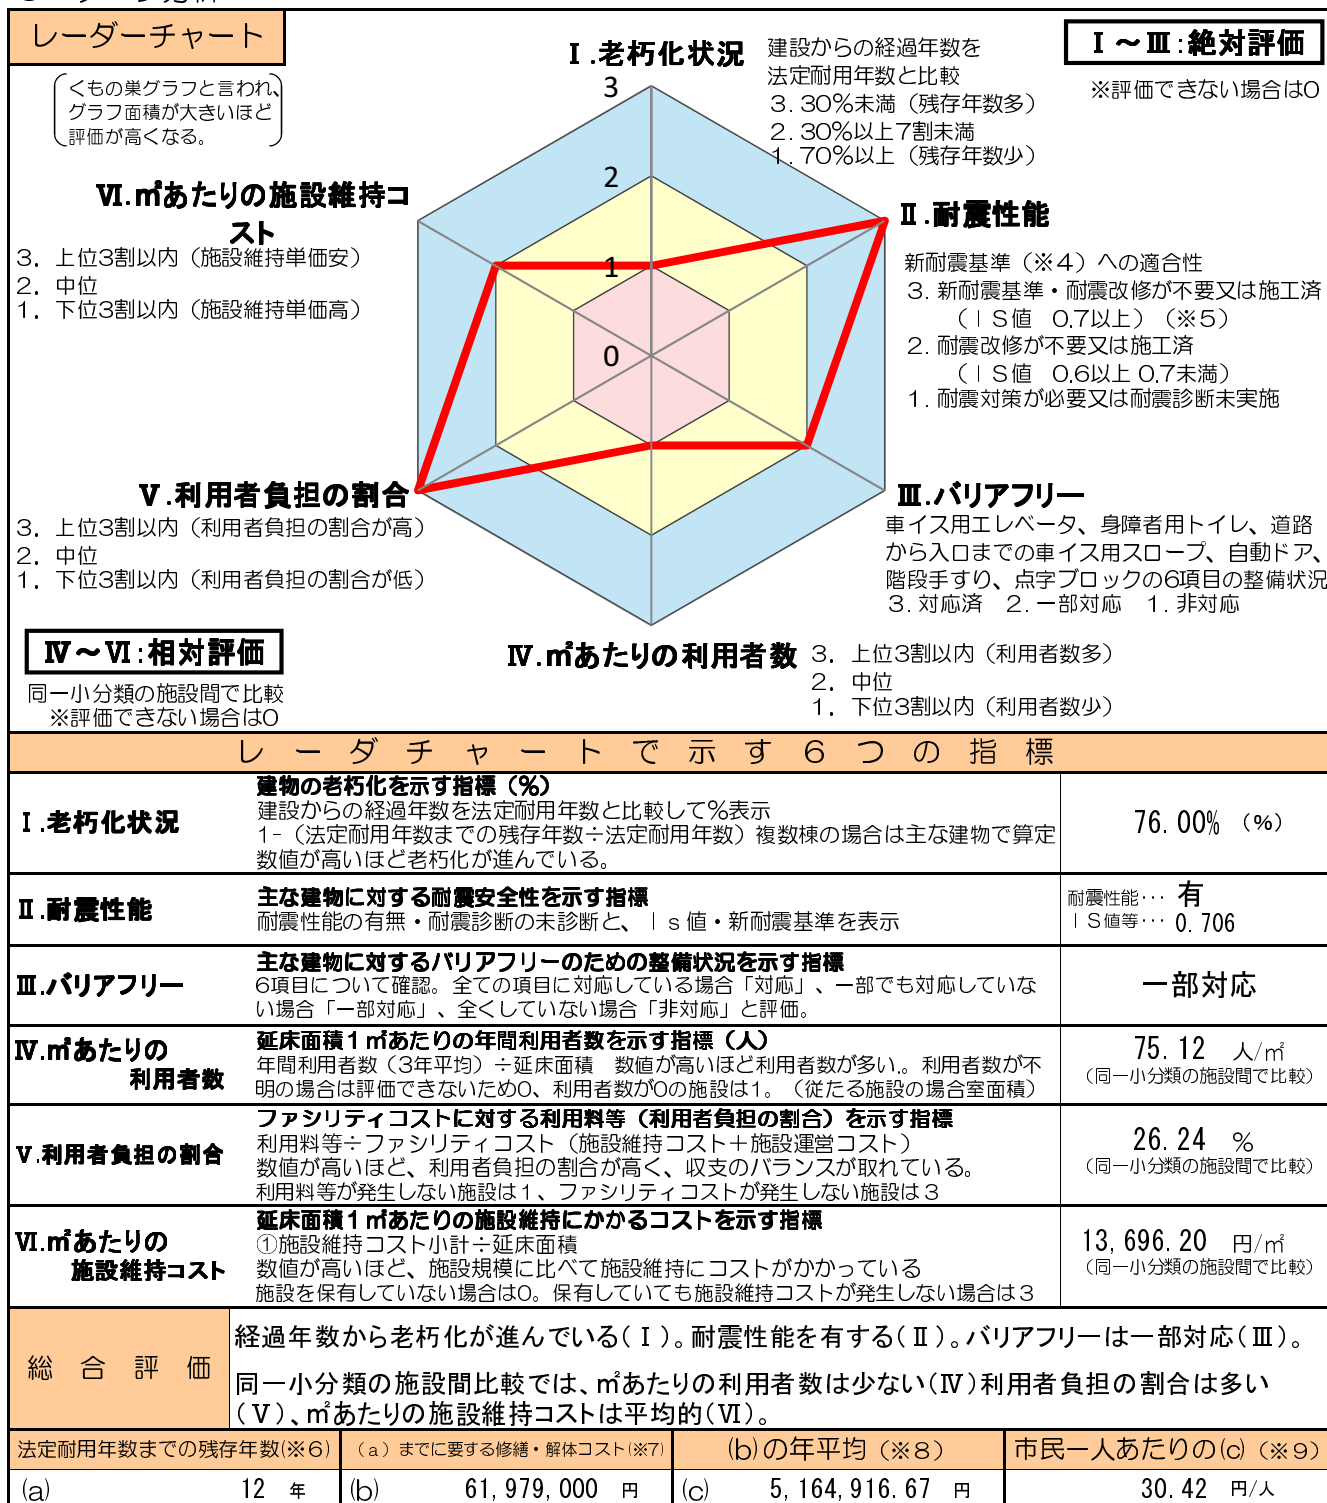 レーダーチャート
くもの巣グラフと言われ、
グラフ面積が大きいほど
評価が高くなる。
Ⅰ.老朽化状況
建設からの経過年数を
法定耐用年数と比較
3.30%未満（残存年数多）
2.30%以上7割未満
1.70%以上（残存年数少）
Ⅰ～Ⅲ:絶対評価
※評価できない場合は0
3
2
1
0
Ⅵ.㎡あたりの施設維持コ
スト
3. 上位3割以内（施設維持単価安）
2. 中位
1. 下位3割以内（施設維持単価高）
Ⅱ.耐震性能
新耐震基準（※4）への適合性
3.新耐震基準・耐震改修が不要又は施工済
（ＩＳ値　0.7以上）（※5）
2.耐震改修が不要又は施工済
（ＩＳ値　0.6以上 0.7未満）
1.耐震対策が必要又は耐震診断未実施
Ⅴ.利用者負担の割合
3. 上位3割以内（利用者負担の割合が高）
2. 中位
1. 下位3割以内（利用者負担の割合が低）
Ⅲ.バリアフリー
車イス用エレベータ、身障者用トイレ、道路
から入口までの車イス用スロープ、自動ドア、
階段手すり、点字ブロックの6項目の整備状況
3.対応済　2.一部対応　1.非対応
Ⅳ～Ⅵ:相対評価
同一小分類の施設間で比較
※評価できない場合は0
Ⅳ.㎡あたりの利用者数
3. 上位3割以内（利用者数多）
2. 中位
1. 下位3割以内（利用者数少）
レーダチャートで示す6つの指標
Ⅰ.老朽化状況
建物の老朽化を示す指標（%）
建設からの経過年数を法定耐用年数と比較して%表示
1-（法定耐用年数までの残存年数÷法定耐用年数）複数棟の場合は主な建物で算定
数値が高いほど老朽化が進んでいる。
76.00%（%）
Ⅱ.耐震性能
主な建物に対する耐震安全性を示す指標
耐震性能の有無・耐震診断の未診断と、Ｉｓ値・新耐震基準を表示
耐震性能… 有
ＩＳ値等… 0.706
Ⅲ.バリアフリー
主な建物に対するバリアフリーのための整備状況を示す指標
6項目について確認。全ての項目に対応している場合「対応」、一部でも対応していな
い場合「一部対応」、全くしていない場合「非対応」と評価。
一部対応
Ⅳ.㎡あたりの
利用者数
延床面積１㎡あたりの年間利用者数を示す指標（人）
年間利用者数（3年平均）÷延床面積　数値が高いほど利用者数が多い。利用者数が不
明の場合は評価できないため0、利用者数が0の施設は1。（従たる施設の場合室面積）
75.12 人/㎡
（同一小分類の施設間で比較）
Ⅴ.利用者負担の割合
ファシリティコストに対する利用料等（利用者負担の割合）を示す指標
利用料等÷ファシリティコスト（施設維持コスト＋施設運営コスト）
数値が高いほど、利用者負担の割合が高く、収支のバランスが取れている。
利用料等が発生しない施設は１、ファシリティコストが発生しない施設は３
26.24 %
（同一小分類の施設間で比較）
Ⅵ.㎡あたりの
施設維持コスト
延床面積１㎡あたりの施設維持にかかるコストを示す指標
①施設維持コスト小計÷延床面積
数値が高いほど、施設規模に比べて施設維持にコストがかかっている
施設を保有していない場合は0。保有していても施設維持コストが発生しない場合は３
13,696.20 円/㎡
（同一小分類の施設間で比較）
総合評価
経過年数から老朽化が進んでいる(Ⅰ)。耐震性能を有する(Ⅱ)。バリアフリーは一部対応(Ⅲ)。
同一小分類の施設間比較では、㎡あたりの利用者数は少ない(Ⅳ)利用者負担の割合は多い
(Ⅴ)、㎡あたりの施設維持コストは平均的(Ⅵ)。
法定耐用年数までの残存年数(※6)
（a）までに要する修繕・解体コスト(※7)
(b)の年平均（※8）
市民一人あたりの(c)（※9）
(a) 12 年
(b) 61,979,000 円
(c) 5,164,916.67 円
30.42 円/人